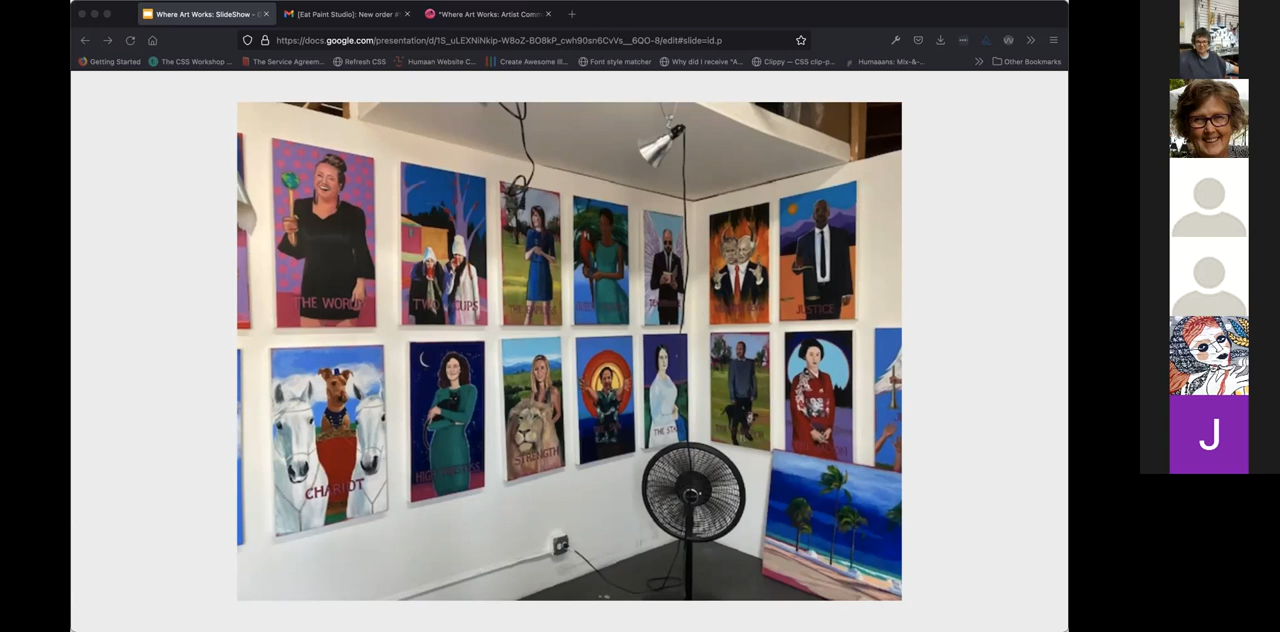 Where Art Works: SlideShow - G
[Eat Paint Studio]: New order #
*Where Art Works: Artist Comm
https://docs.google.com/presentation/d/1S_uLEXNiNkip-W8oZ-BO8kP_cwh90sn6CvVs__6QO-8/edit#slide=id.p
Getting Started
The CSS Workshop ...
The Service Agreem...
Refresh CSS
Humaan Website C...
Create Awesome Ill...
Font style matcher
Why did I receive "A...
Clippy — CSS clip-p...
Humaaans: Mix-&-...
Other Bookmarks
THE WORLD
TWO CUPS
JUSTICE
CHARIOT
HIGH PRIESTESS
STRENGTH
THE STA
J